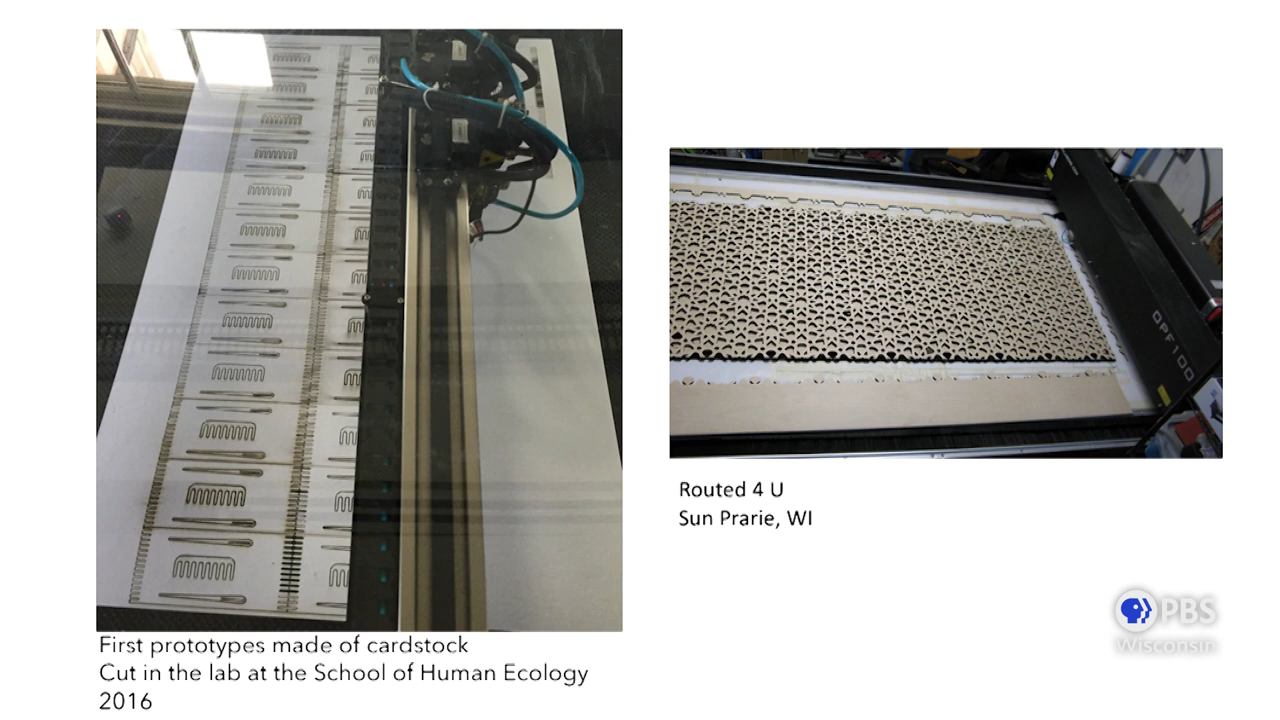 First prototypes made of cardstock
Cut in the lab at the School of Human Ecology
2016
OPF100
Routed 4 U
Sun Prarie, WI
PBS
Wisconsin